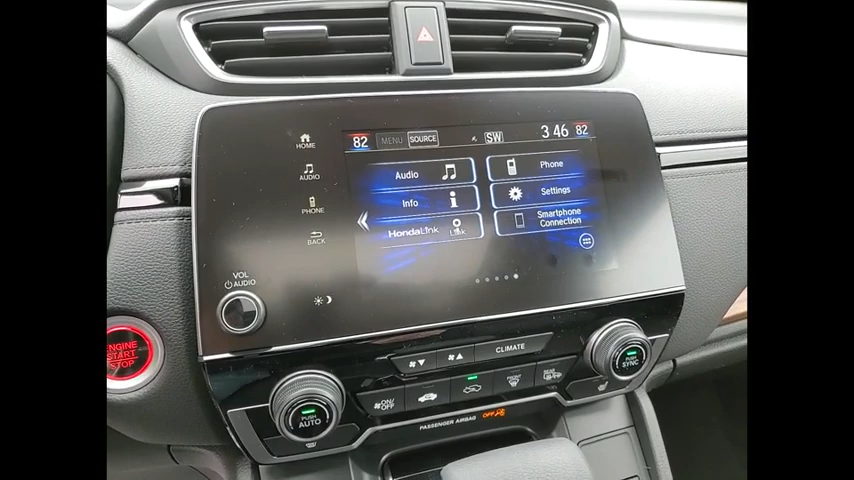 HOME
AUDIO
PHONE
BACK
VOL
AUDIO
82 MENU SOURCE SW 3 46 82
Audio
Info
HondaLink Link
Phone
Settings
Smartphone
Connection
ENGINE
START
STOP
CLIMATE
ON/
OFF
FRONT
REAR
PUSH
AUTO
PUSH
SYNC
PASSENGER AIRBAG OFF